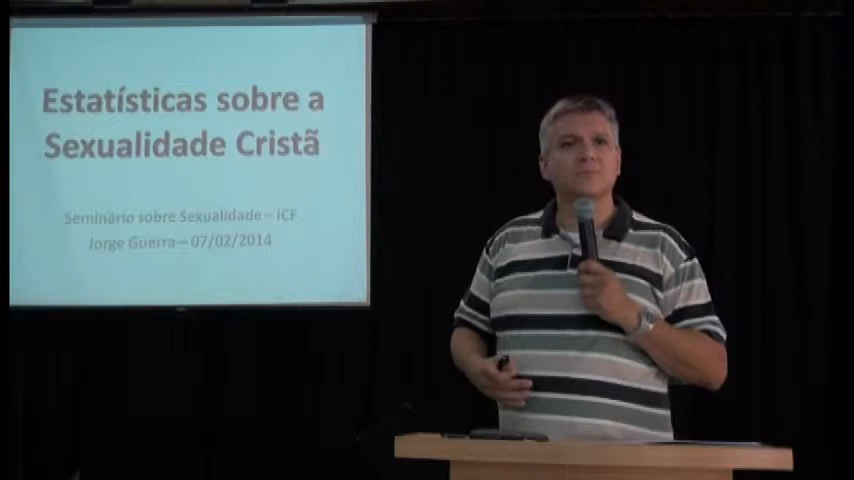 Estatísticas sobre a
Sexualidade Cristã
Seminário sobre Sexualidade – ICF
Jorge Guerra – 07/02/2014